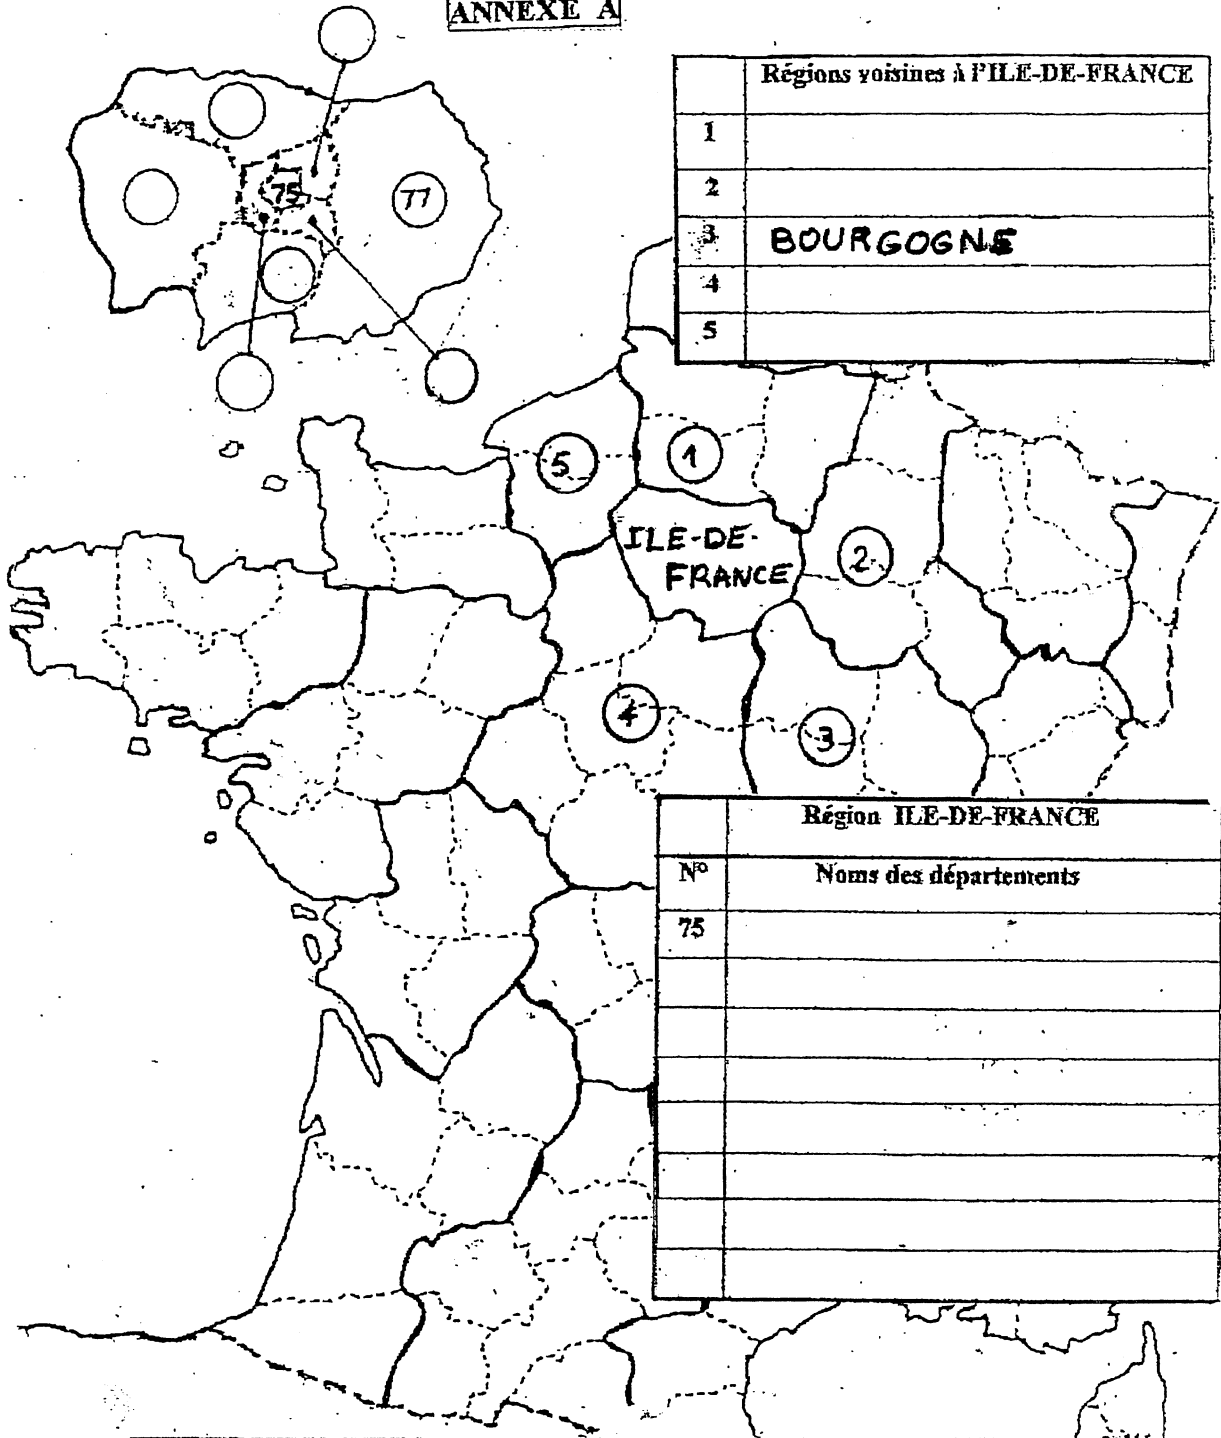 ANNEXE A
Régions voisines à l'ILE-DE-FRANCE
1
2
3 BOURGOGNE
4
5
75
77
5
1
ILE-DE-
FRANCE
2
4
3
Région ILE-DE-FRANCE
N° Noms des départements
75